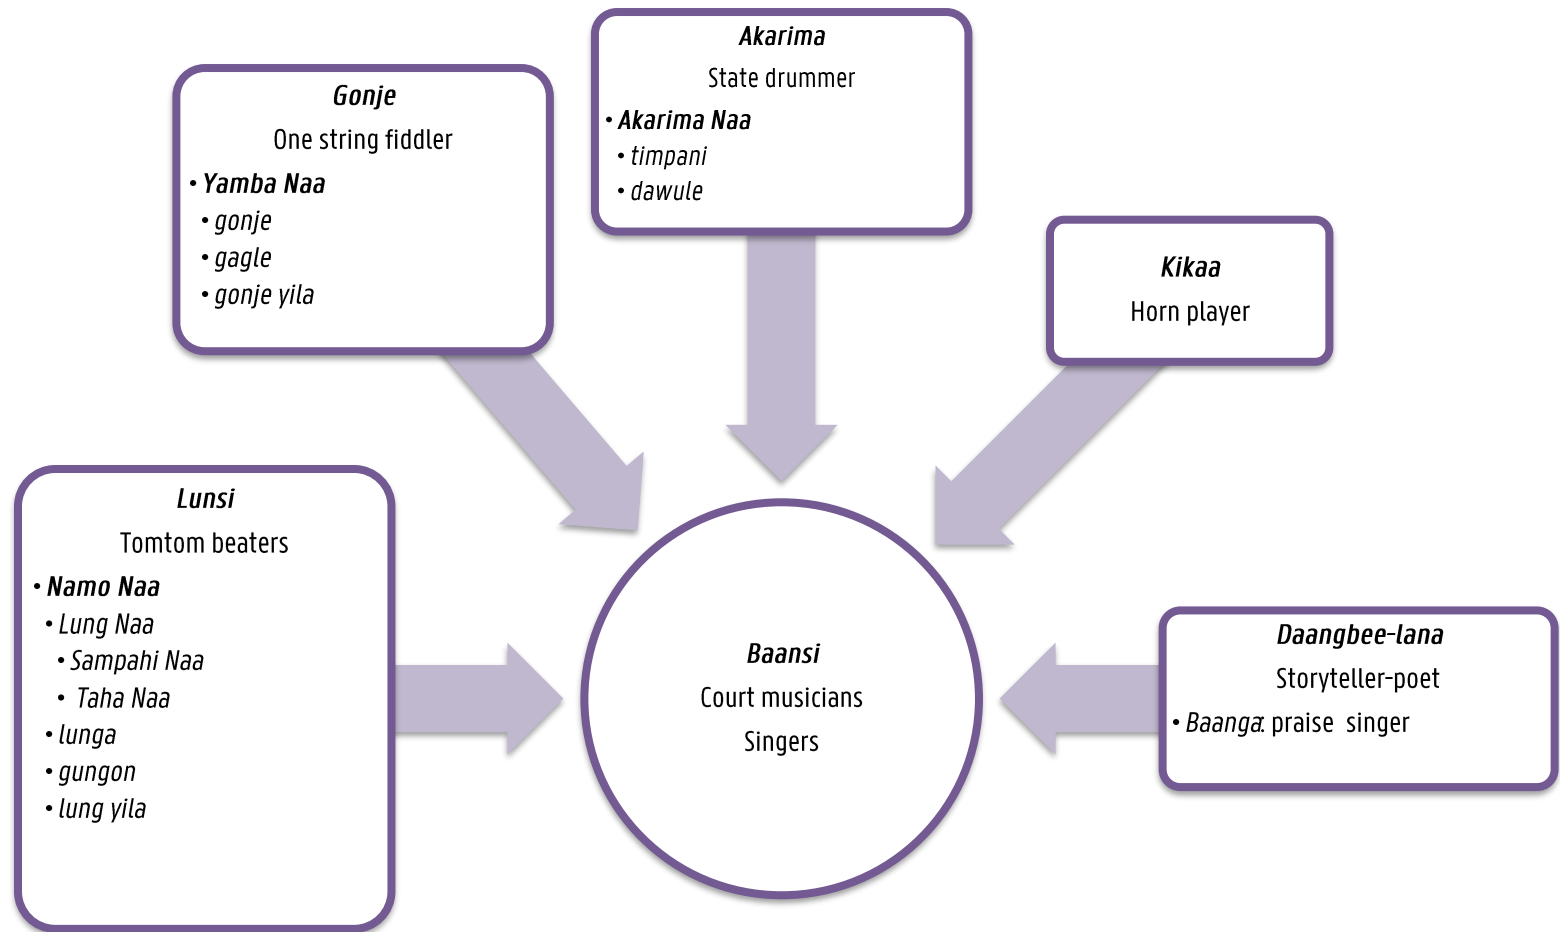 Akarima
State drummer
• Akarima Naa
• timpani
• dawule
Gonje
One string fiddler
• Yamba Naa
• gonje
• gagle
• gonje yila
Kikaa
Horn player
Lunsi
Tomtom beaters
• Namo Naa
• Lung Naa
• Sampahi Naa
• Taha Naa
• lunga
• gungon
• lung yila
Baansi
Court musicians
Singers
Daangbee-lana
Storyteller-poet
• Baanga: praise singer